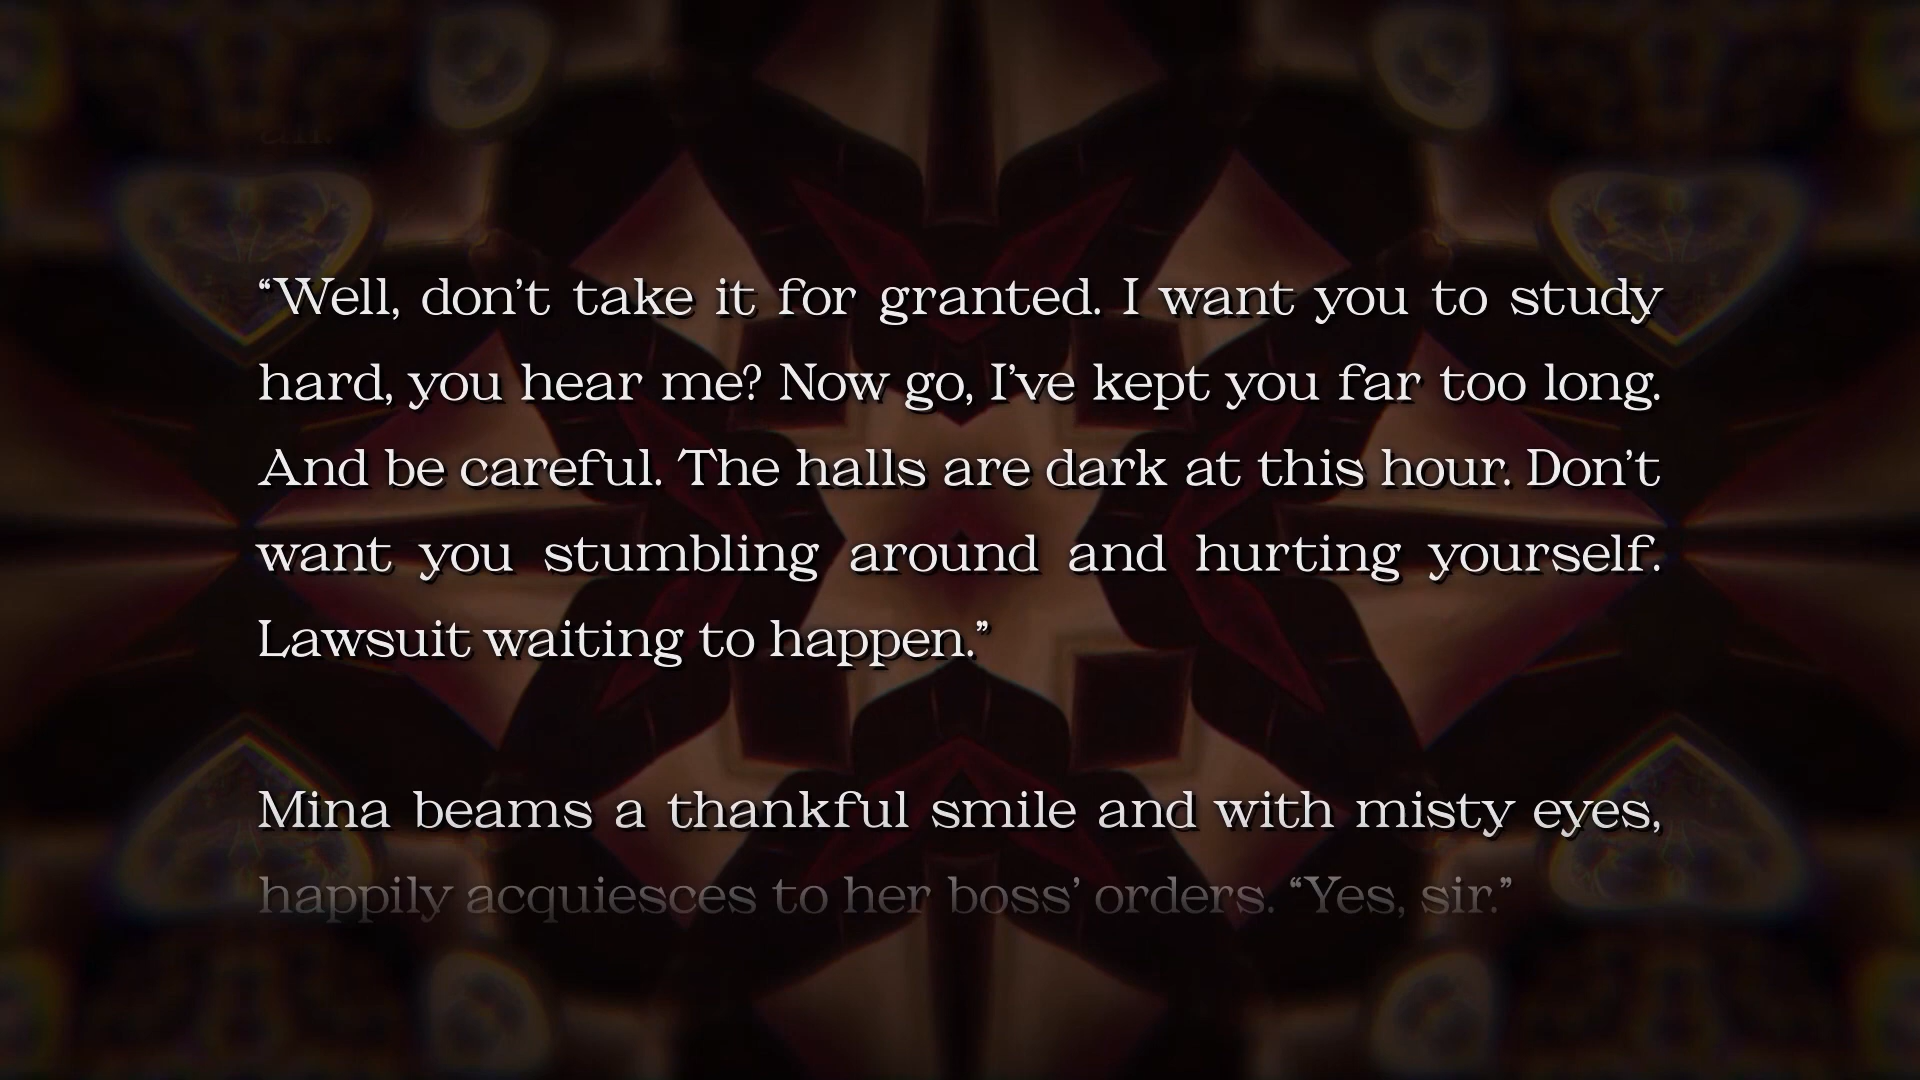 “Well, don’t take it for granted. I want you to study
hard, you hear me? Now go, I’ve kept you far too long.
And be careful. The halls are dark at this hour. Don’t
want you stumbling around and hurting yourself.
Lawsuit waiting to happen.”
Mina beams a thankful smile and with misty eyes,
happily acquiesces to her boss’ orders. “Yes, sir.”